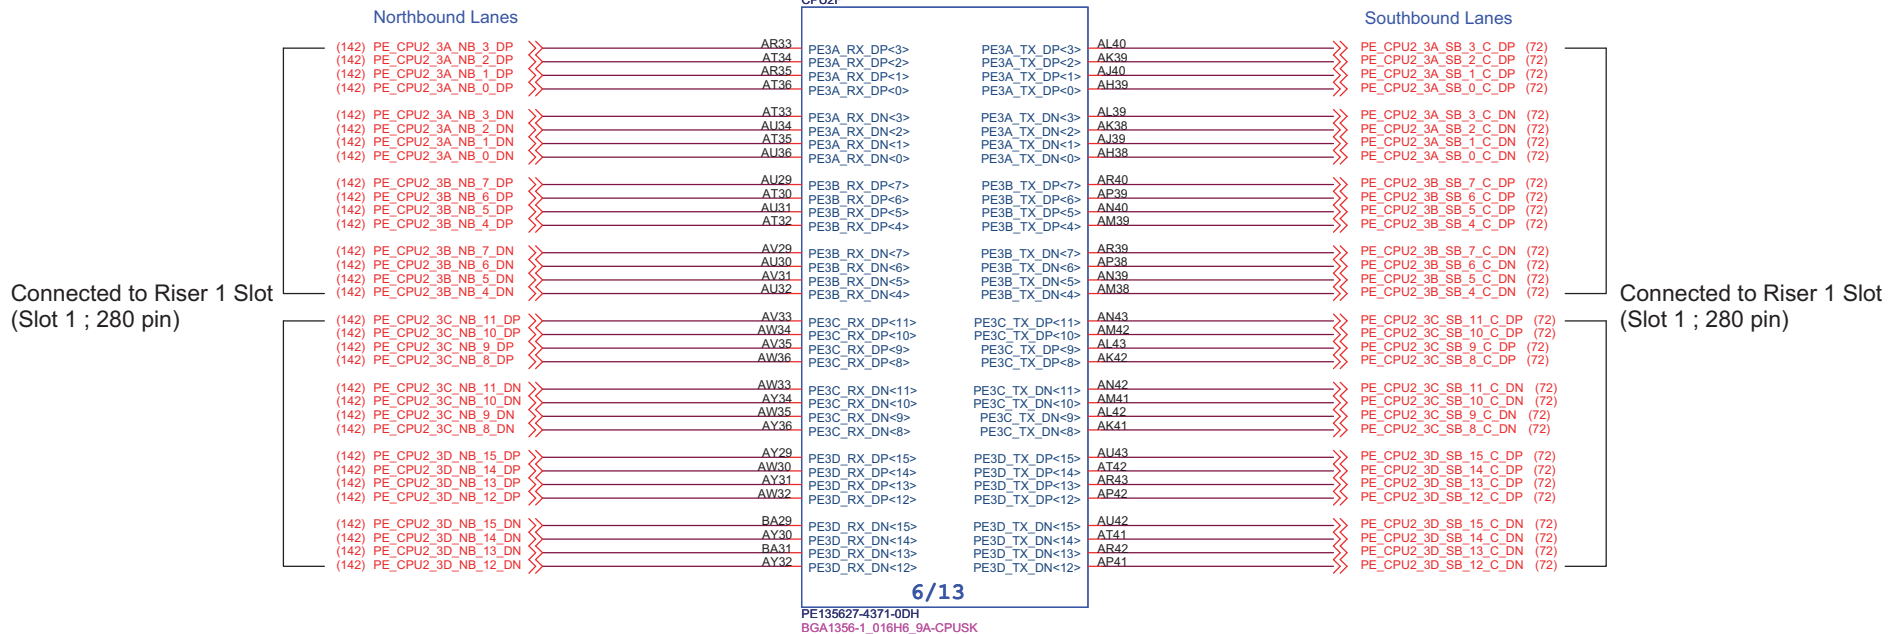 CPU2F
Northbound Lanes
Southbound Lanes
(142) PE_CPU2_3A_NB_3_DP AR33 PE3A_RX_DP<3> PE3A_TX_DP<3> AL40 PE_CPU2_3A_SB_3_C_DP (72)
(142) PE_CPU2_3A_NB_2_DP AT34 PE3A_RX_DP<2> PE3A_TX_DP<2> AK39 PE_CPU2_3A_SB_2_C_DP (72)
(142) PE_CPU2_3A_NB_1_DP AR35 PE3A_RX_DP<1> PE3A_TX_DP<1> AJ40 PE_CPU2_3A_SB_1_C_DP (72)
(142) PE_CPU2_3A_NB_0_DP AT36 PE3A_RX_DP<0> PE3A_TX_DP<0> AH39 PE_CPU2_3A_SB_0_C_DP (72)
(142) PE_CPU2_3A_NB_3_DN AT33 PE3A_RX_DN<3> PE3A_TX_DN<3> AL39 PE_CPU2_3A_SB_3_C_DN (72)
(142) PE_CPU2_3A_NB_2_DN AU34 PE3A_RX_DN<2> PE3A_TX_DN<2> AK38 PE_CPU2_3A_SB_2_C_DN (72)
(142) PE_CPU2_3A_NB_1_DN AT35 PE3A_RX_DN<1> PE3A_TX_DN<1> AJ39 PE_CPU2_3A_SB_1_C_DN (72)
(142) PE_CPU2_3A_NB_0_DN AU36 PE3A_RX_DN<0> PE3A_TX_DN<0> AH38 PE_CPU2_3A_SB_0_C_DN (72)
(142) PE_CPU2_3B_NB_7_DP AU29 PE3B_RX_DP<7> PE3B_TX_DP<7> AR40 PE_CPU2_3B_SB_7_C_DP (72)
(142) PE_CPU2_3B_NB_6_DP AT30 PE3B_RX_DP<6> PE3B_TX_DP<6> AP39 PE_CPU2_3B_SB_6_C_DP (72)
(142) PE_CPU2_3B_NB_5_DP AU31 PE3B_RX_DP<5> PE3B_TX_DP<5> AN40 PE_CPU2_3B_SB_5_C_DP (72)
(142) PE_CPU2_3B_NB_4_DP AT32 PE3B_RX_DP<4> PE3B_TX_DP<4> AM39 PE_CPU2_3B_SB_4_C_DP (72)
(142) PE_CPU2_3B_NB_7_DN AV29 PE3B_RX_DN<7> PE3B_TX_DN<7> AR39 PE_CPU2_3B_SB_7_C_DN (72)
(142) PE_CPU2_3B_NB_6_DN AU30 PE3B_RX_DN<6> PE3B_TX_DN<6> AP38 PE_CPU2_3B_SB_6_C_DN (72)
(142) PE_CPU2_3B_NB_5_DN AV31 PE3B_RX_DN<5> PE3B_TX_DN<5> AN39 PE_CPU2_3B_SB_5_C_DN (72)
(142) PE_CPU2_3B_NB_4_DN AU32 PE3B_RX_DN<4> PE3B_TX_DN<4> AM38 PE_CPU2_3B_SB_4_C_DN (72)
Connected to Riser 1 Slot
(Slot 1 ; 280 pin)
Connected to Riser 1 Slot
(Slot 1 ; 280 pin)
(142) PE_CPU2_3C_NB_11_DP AV33 PE3C_RX_DP<11> PE3C_TX_DP<11> AN43 PE_CPU2_3C_SB_11_C_DP (72)
(142) PE_CPU2_3C_NB_10_DP AW34 PE3C_RX_DP<10> PE3C_TX_DP<10> AM42 PE_CPU2_3C_SB_10_C_DP (72)
(142) PE_CPU2_3C_NB_9_DP AV35 PE3C_RX_DP<9> PE3C_TX_DP<9> AL43 PE_CPU2_3C_SB_9_C_DP (72)
(142) PE_CPU2_3C_NB_8_DP AW36 PE3C_RX_DP<8> PE3C_TX_DP<8> AK42 PE_CPU2_3C_SB_8_C_DP (72)
(142) PE_CPU2_3C_NB_11_DN AW33 PE3C_RX_DN<11> PE3C_TX_DN<11> AN42 PE_CPU2_3C_SB_11_C_DN (72)
(142) PE_CPU2_3C_NB_10_DN AY34 PE3C_RX_DN<10> PE3C_TX_DN<10> AM41 PE_CPU2_3C_SB_10_C_DN (72)
(142) PE_CPU2_3C_NB_9_DN AW35 PE3C_RX_DN<9> PE3C_TX_DN<9> AL42 PE_CPU2_3C_SB_9_C_DN (72)
(142) PE_CPU2_3C_NB_8_DN AY36 PE3C_RX_DN<8> PE3C_TX_DN<8> AK41 PE_CPU2_3C_SB_8_C_DN (72)
(142) PE_CPU2_3D_NB_15_DP AY29 PE3D_RX_DP<15> PE3D_TX_DP<15> AU43 PE_CPU2_3D_SB_15_C_DP (72)
(142) PE_CPU2_3D_NB_14_DP AW30 PE3D_RX_DP<14> PE3D_TX_DP<14> AT42 PE_CPU2_3D_SB_14_C_DP (72)
(142) PE_CPU2_3D_NB_13_DP AY31 PE3D_RX_DP<13> PE3D_TX_DP<13> AR43 PE_CPU2_3D_SB_13_C_DP (72)
(142) PE_CPU2_3D_NB_12_DP AW32 PE3D_RX_DP<12> PE3D_TX_DP<12> AP42 PE_CPU2_3D_SB_12_C_DP (72)
(142) PE_CPU2_3D_NB_15_DN BA29 PE3D_RX_DN<15> PE3D_TX_DN<15> AU42 PE_CPU2_3D_SB_15_C_DN (72)
(142) PE_CPU2_3D_NB_14_DN AY30 PE3D_RX_DN<14> PE3D_TX_DN<14> AT41 PE_CPU2_3D_SB_14_C_DN (72)
(142) PE_CPU2_3D_NB_13_DN BA31 PE3D_RX_DN<13> PE3D_TX_DN<13> AR42 PE_CPU2_3D_SB_13_C_DN (72)
(142) PE_CPU2_3D_NB_12_DN AY32 PE3D_RX_DN<12> PE3D_TX_DN<12> AP41 PE_CPU2_3D_SB_12_C_DN (72)
6/13
PE135627-4371-0DH
BGA1356-1_016H6_9A-CPUSK